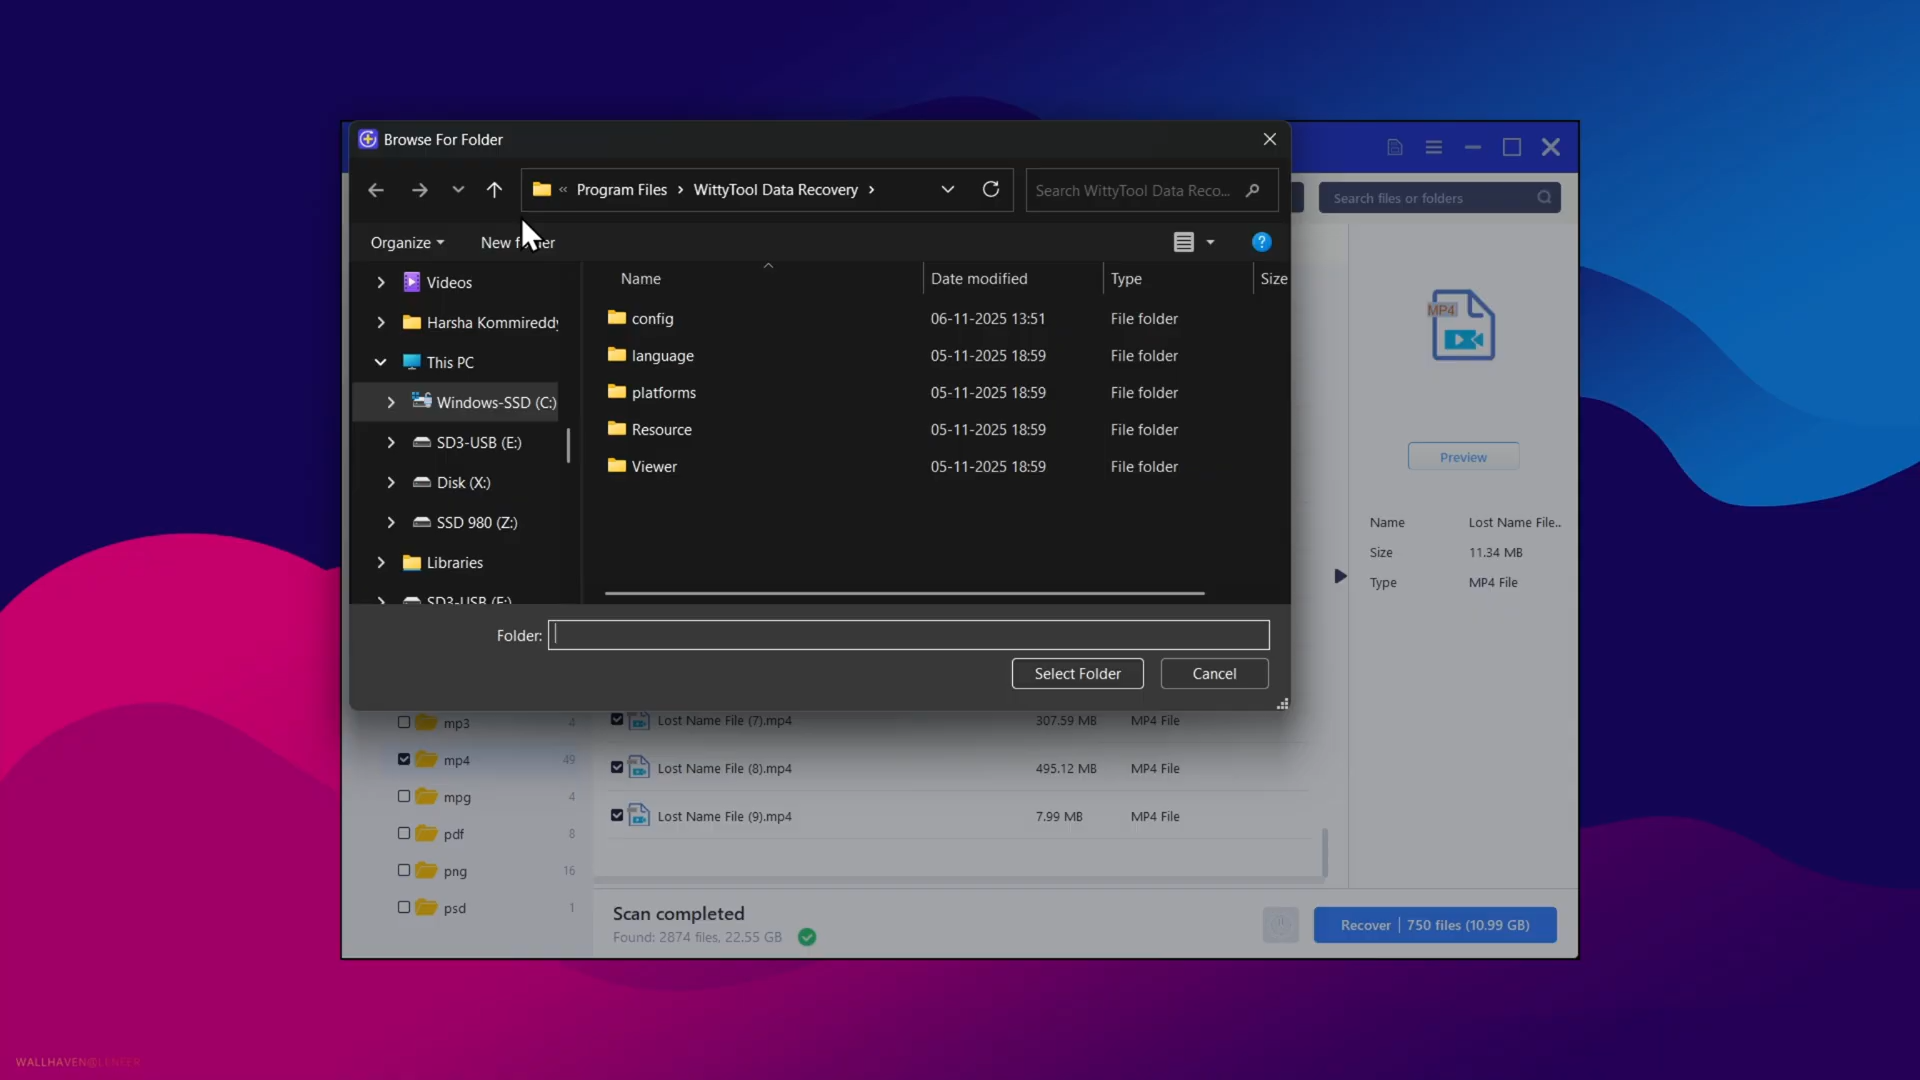 Browse For Folder
« Program Files › WittyTool Data Recovery ›
Search WittyTool Data Reco...
Search files or folders
Organize
New
Name
Date modified
Type
Size
Videos
Harsha Kommireddy
This PC
Windows-SSD (C:)
SD3-USB (E:)
Disk (X:)
SSD 980 (Z:)
Libraries
SD3-USB (E:)
config 06-11-2025 13:51 File folder
language 05-11-2025 18:59 File folder
platforms 05-11-2025 18:59 File folder
Resource 05-11-2025 18:59 File folder
Viewer 05-11-2025 18:59 File folder
Folder:
Select Folder
Cancel
MP4
Preview
Name Lost Name File..
Size 11.34 MB
Type MP4 File
mp3 4
mp4 49
mpg 4
pdf 8
png 16
psd 1
Lost Name File (7).mp4 307.59 MB MP4 File
Lost Name File (8).mp4 495.12 MB MP4 File
Lost Name File (9).mp4 7.99 MB MP4 File
Scan completed
Found: 2874 files, 22.55 GB
Recover | 750 files (10.99 GB)